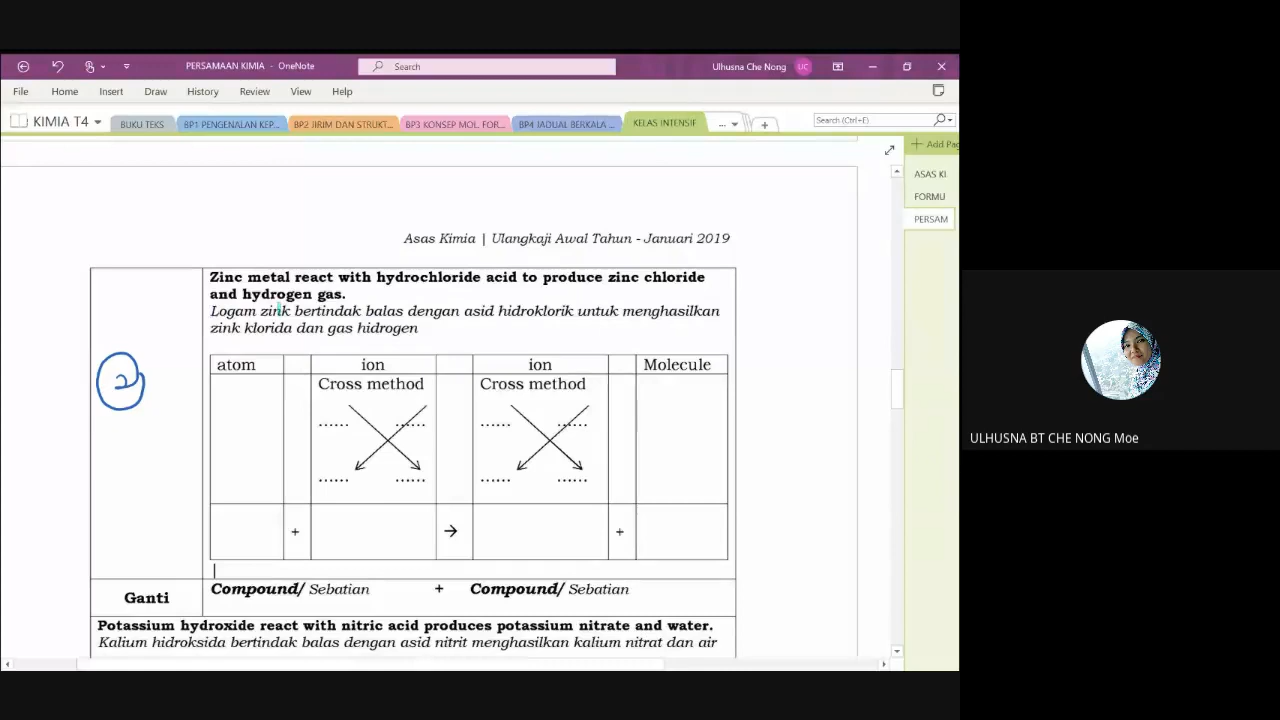 PERSAMAAN KIMIA - OneNote
Search
Ulhusna Che Nong
UC
File Home Insert Draw History Review View Help
KIMIA T4
BUKU TEKS
BP1 PENGENALAN KEP...
BP2 JIRIM DAN STRUKT...
BP3 KONSEP MOL, FOR...
BP4 JADUAL BERKALA ...
KELAS INTENSIF
...
+
Search (Ctrl+E)
+ Add Pag
ASAS KI
FORMU
PERSAM
Asas Kimia | Ulangkaji Awal Tahun - Januari 2019
Zinc metal react with hydrochloride acid to produce zinc chloride
and hydrogen gas.
Logam zink bertindak balas dengan asid hidroklorik untuk menghasilkan
zink klorida dan gas hidrogen
2
atom ion ion Molecule
Cross method Cross method
...... ...... ...... ......
...... ...... ...... ......
+ → +
Ganti
Compound/ Sebatian + Compound/ Sebatian
Potassium hydroxide react with nitric acid produces potassium nitrate and water.
Kalium hidroksida bertindak balas dengan asid nitrit menghasilkan kalium nitrat dan air
ULHUSNA BT CHE NONG Moe